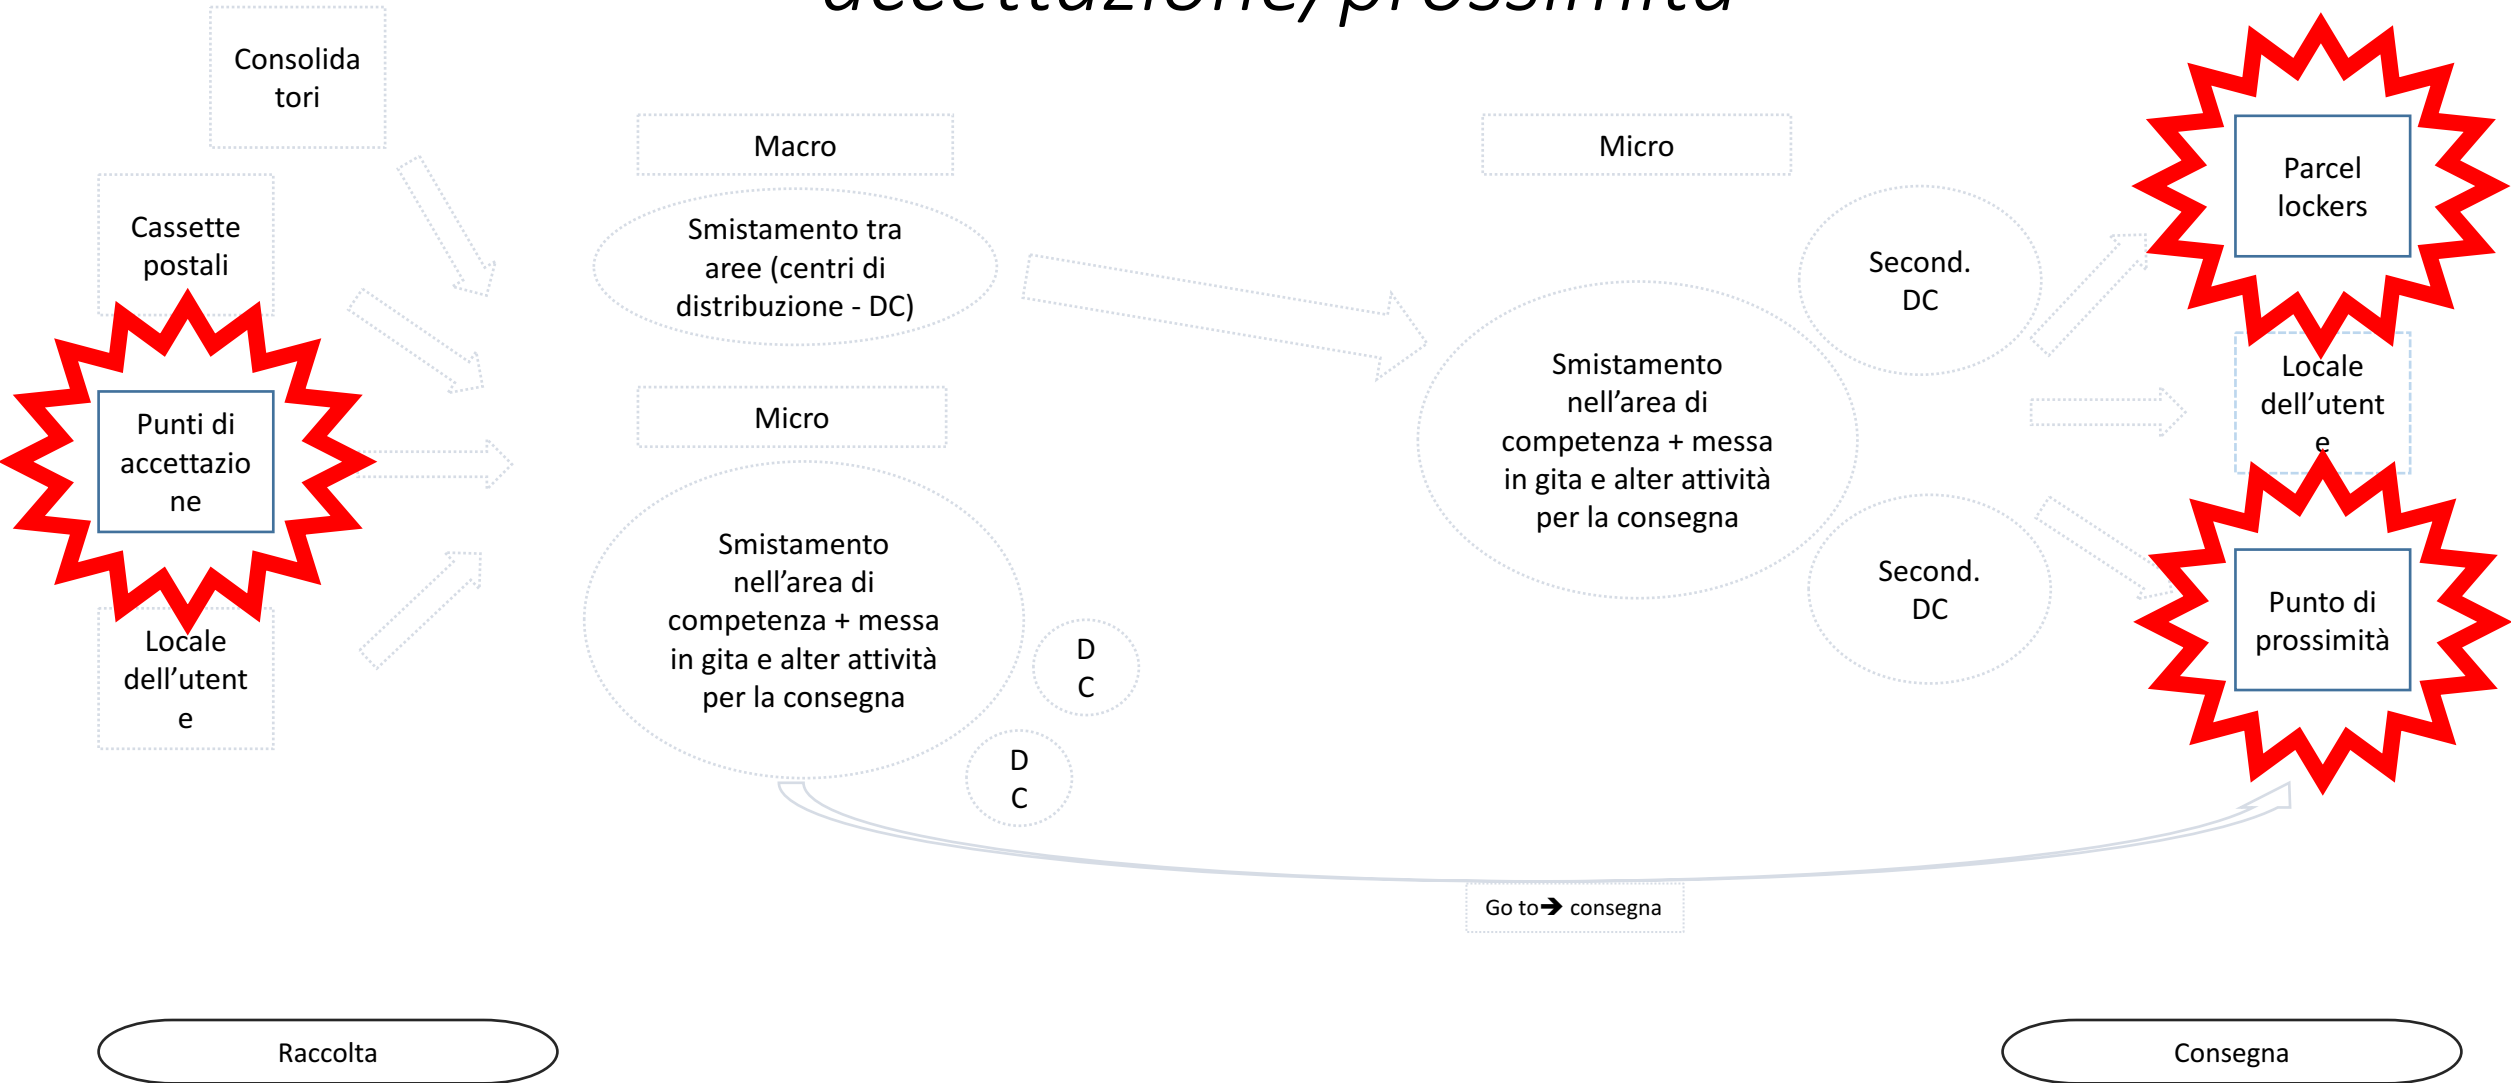 accettazione/prossimità
Consolida
tori
Cassette
postali
Punti di
accettazio
ne
Locale
dell’utent
e
Macro
Smistamento tra
aree (centri di
distribuzione - DC)
Micro
Smistamento
nell’area di
competenza + messa
in gita e alter attività
per la consegna
D
C
D
C
Micro
Smistamento
nell’area di
competenza + messa
in gita e alter attività
per la consegna
Second.
DC
Second.
DC
Parcel
lockers
Locale
dell’utent
e
Punto di
prossimità
Go to➔ consegna
Raccolta
Consegna